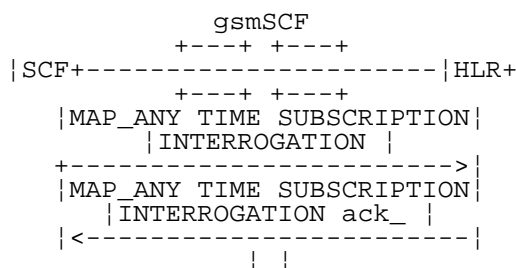 gsmSCF
+---+ +---+
¦SCF+----------------------¦HLR+
+---+ +---+
¦MAP_ANY TIME SUBSCRIPTION¦
¦INTERROGATION ¦
+------------------------->¦
¦MAP_ANY TIME SUBSCRIPTION¦
¦INTERROGATION ack_ ¦
¦<------------------------¦
¦ ¦